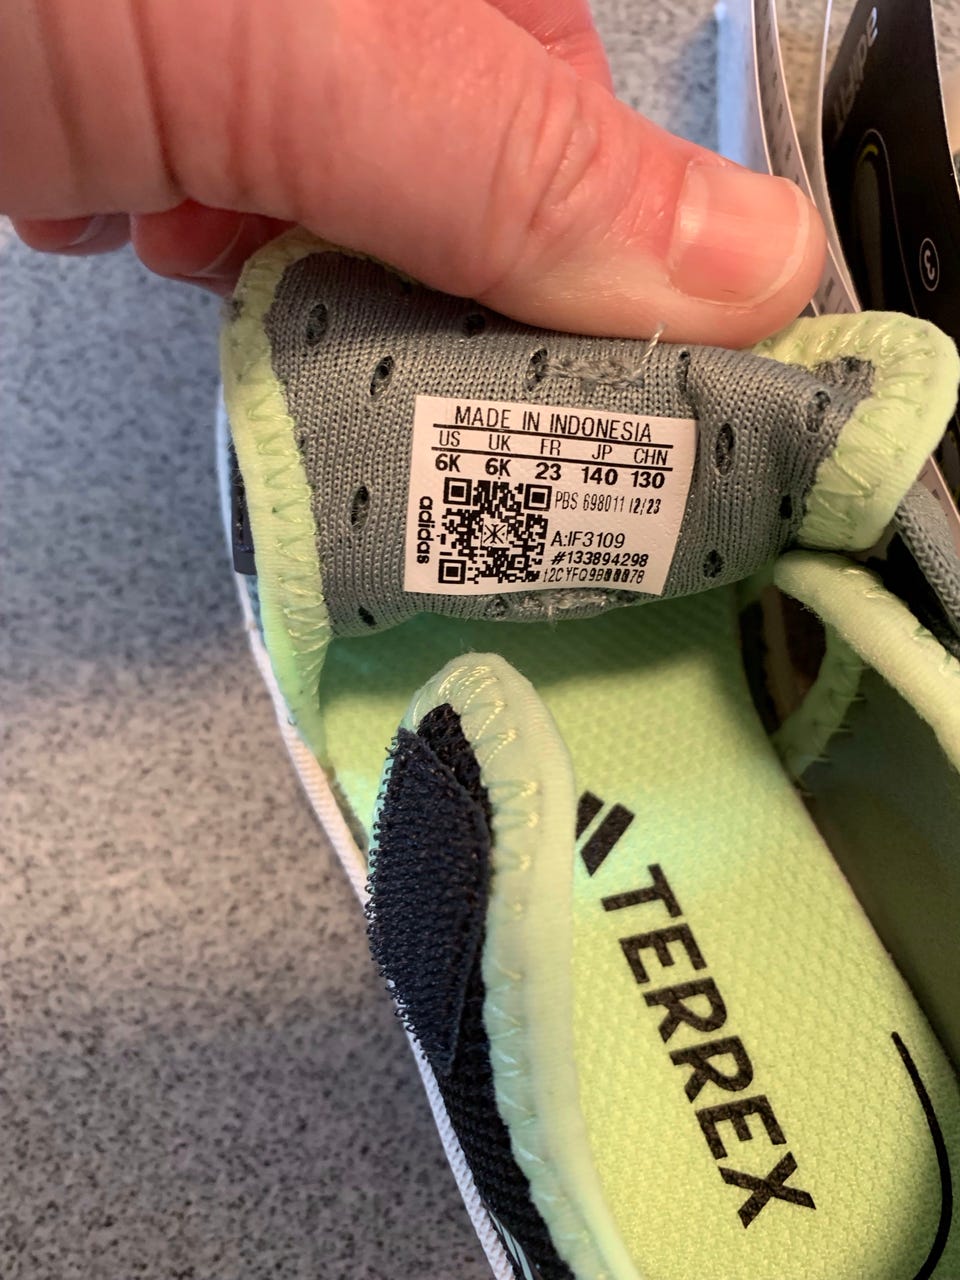 MADE IN INDONESIA
US UK FR JP CHN
6K 6K 23 140 130
PBS 698011 12/23
adidas
A:IF3109
#133894298
TERREX
3